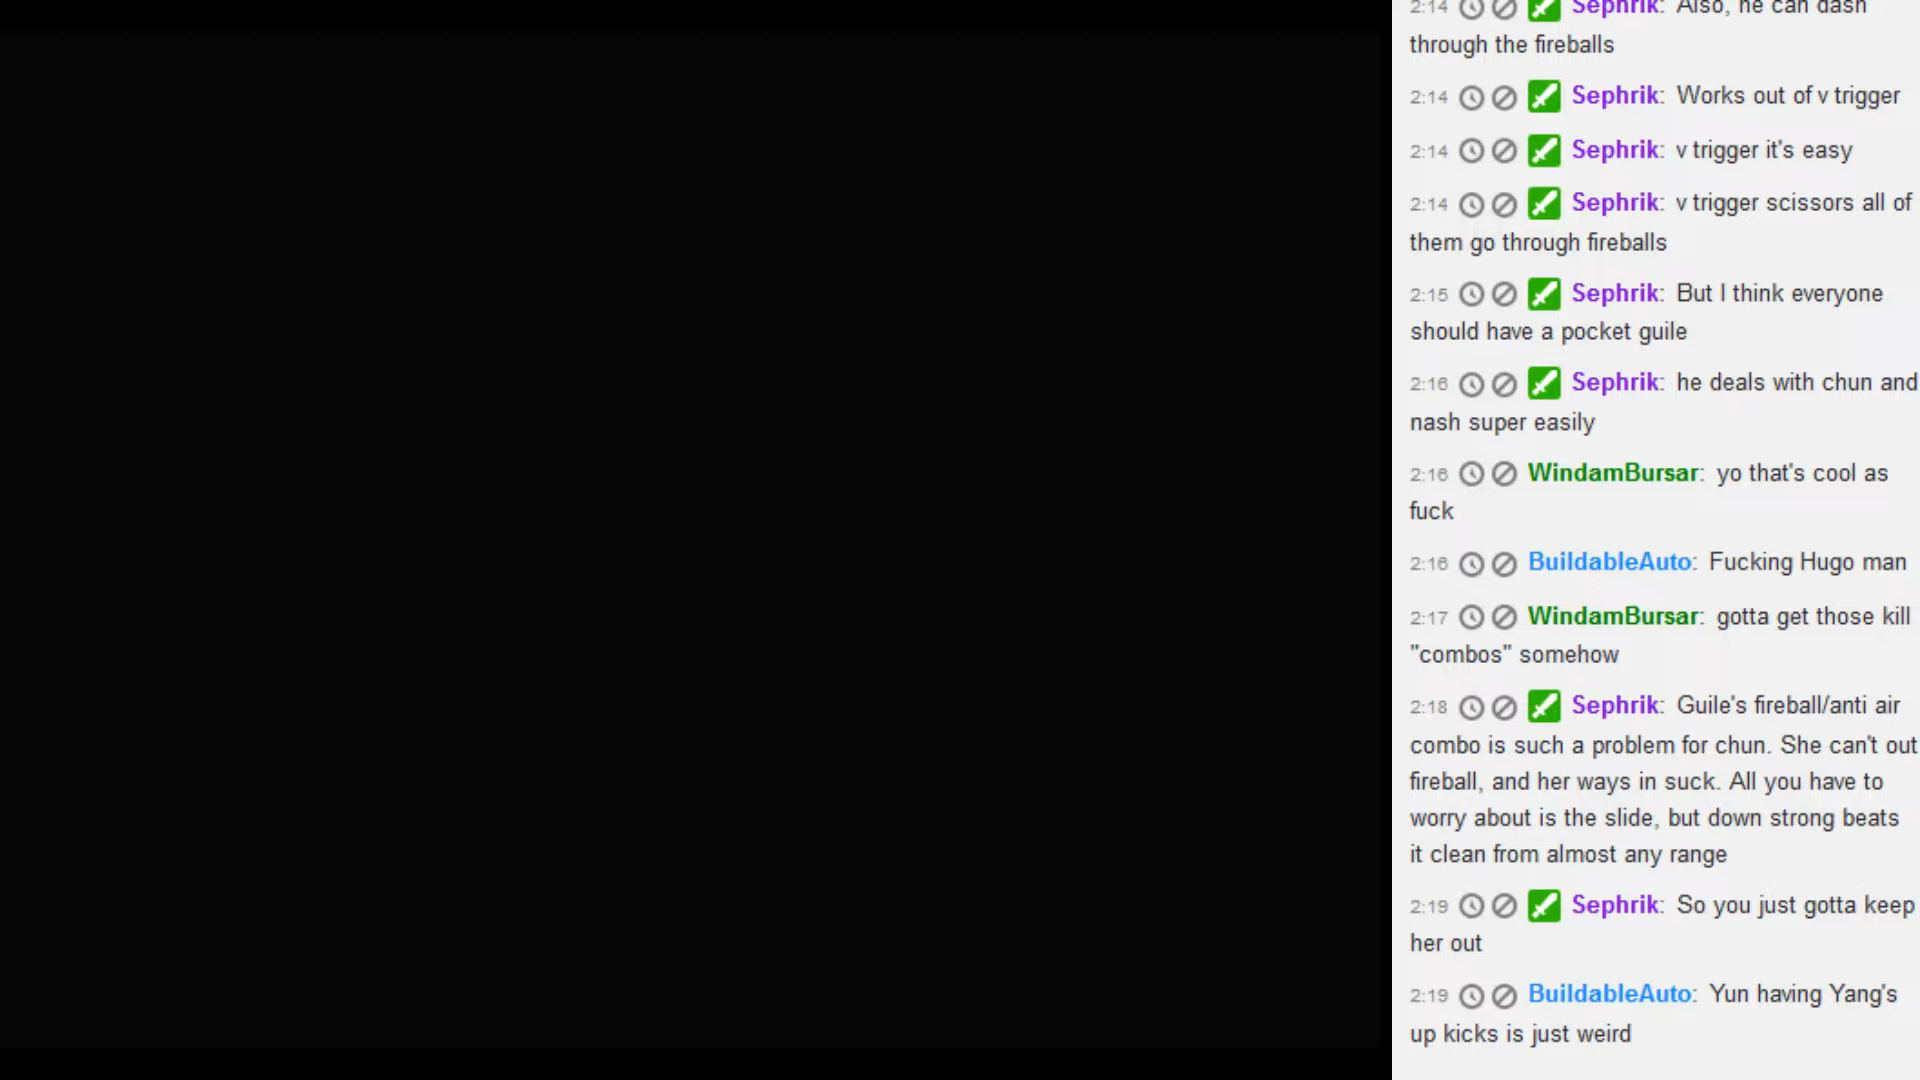 2:14 Sephrik: Also, he can dash
through the fireballs
2:14 Sephrik: Works out of v trigger
2:14 Sephrik: v trigger it's easy
2:14 Sephrik: v trigger scissors all of
them go through fireballs
2:15 Sephrik: But I think everyone
should have a pocket guile
2:16 Sephrik: he deals with chun and
nash super easily
2:16 WindamBursar: yo that's cool as
fuck
2:16 BuildableAuto: Fucking Hugo man
2:17 WindamBursar: gotta get those kill
"combos" somehow
2:18 Sephrik: Guile's fireball/anti air
combo is such a problem for chun. She can't out
fireball, and her ways in suck. All you have to
worry about is the slide, but down strong beats
it clean from almost any range
2:19 Sephrik: So you just gotta keep
her out
2:19 BuildableAuto: Yun having Yang's
up kicks is just weird